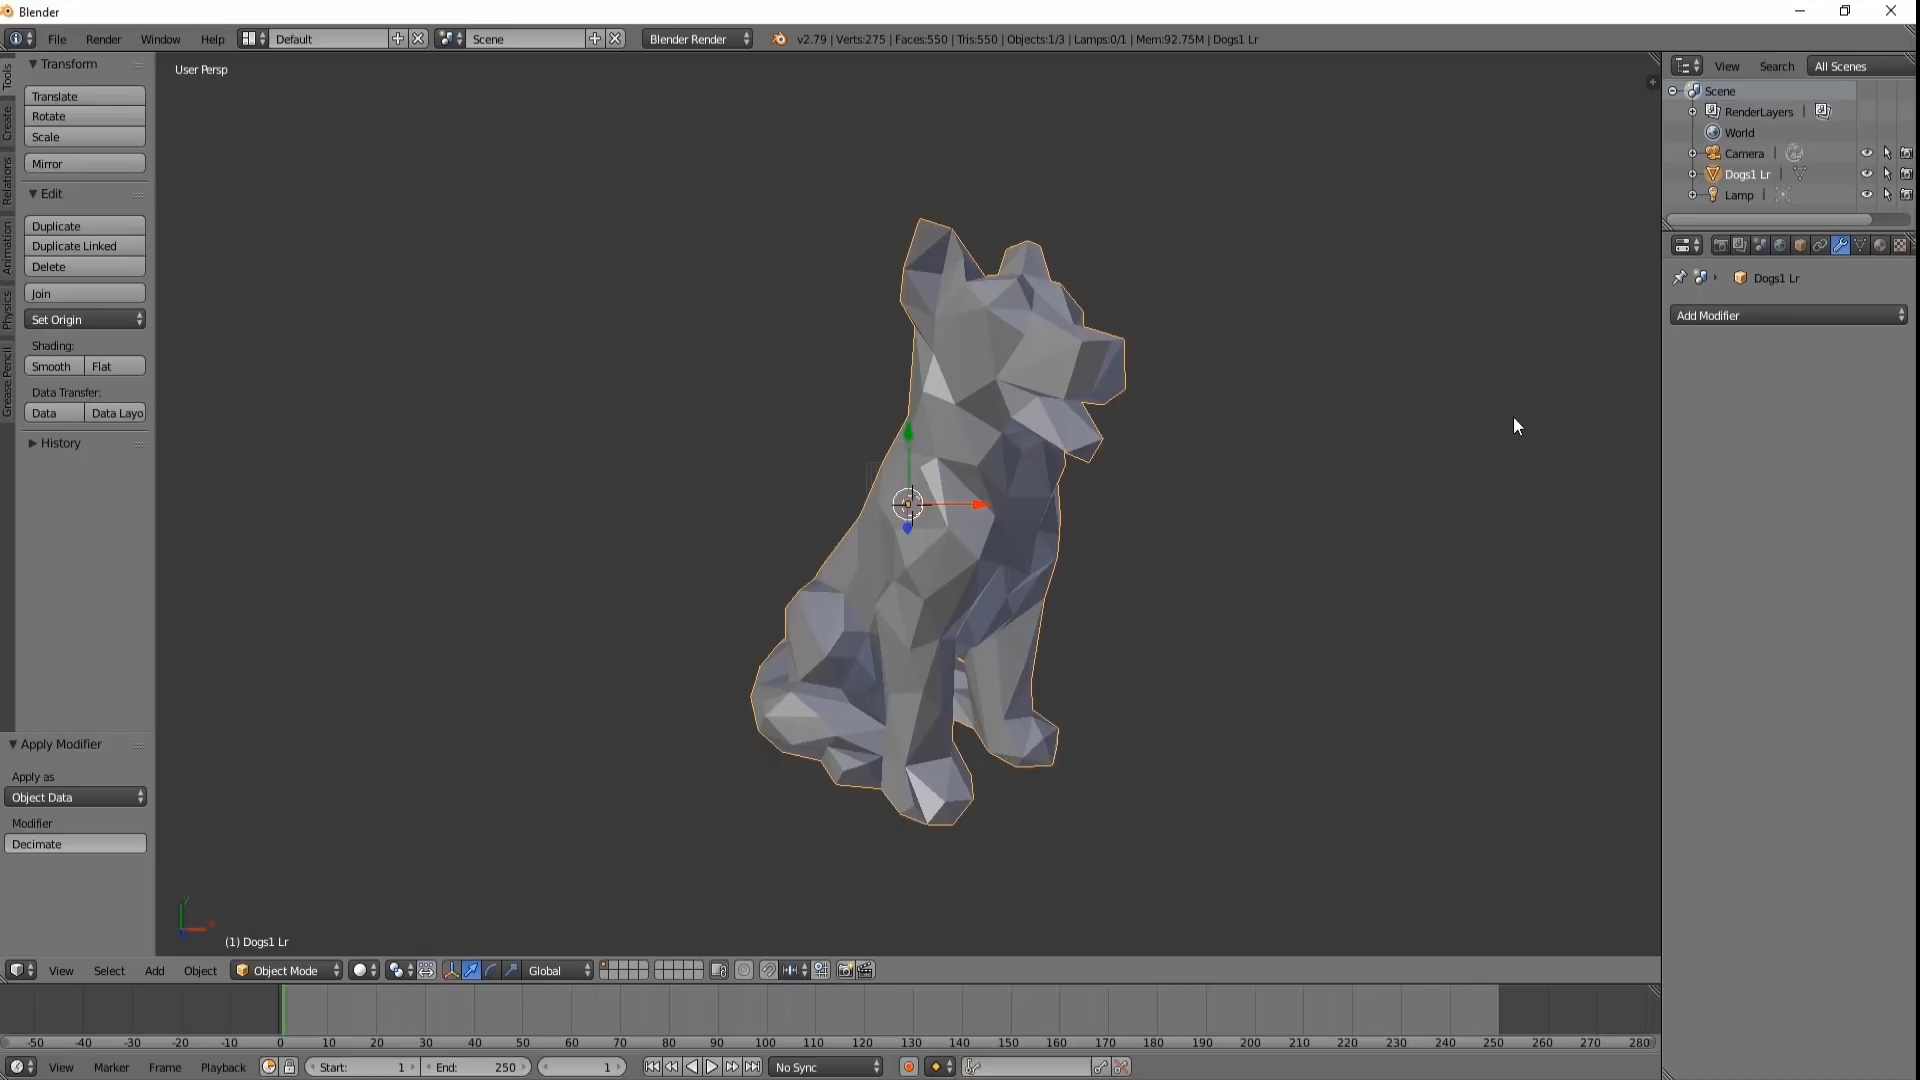 Blender
File Render Window Help Default Scene Blender Render v2.79 | Verts:275 | Faces:550 | Tris:550 | Objects:1/3 | Lamps:0/1 | Mem:92.75M | Dogs1 Lr
Tools
Create
Relations
Animation
Physics
Grease Pencil
Transform
Translate
Rotate
Scale
Mirror
Edit
Duplicate
Duplicate Linked
Delete
Join
Set Origin
Shading:
Smooth Flat
Data Transfer:
Data Data Layo
History
Apply Modifier
Apply as
Object Data
Modifier
Decimate
User Persp
y
(1) Dogs1 Lr
View Search All Scenes
Scene
RenderLayers |
World
Camera |
Dogs1 Lr |
Lamp |
Dogs1 Lr
Add Modifier
View Select Add Object Object Mode Global
-50 -40 -30 -20 -10 0 10 20 30 40 50 60 70 80 90 100 110 120 130 140 150 160 170 180 190 200 210 220 230 240 250 260 270 280
View Marker Frame Playback Start: 1 End: 250 1 No Sync